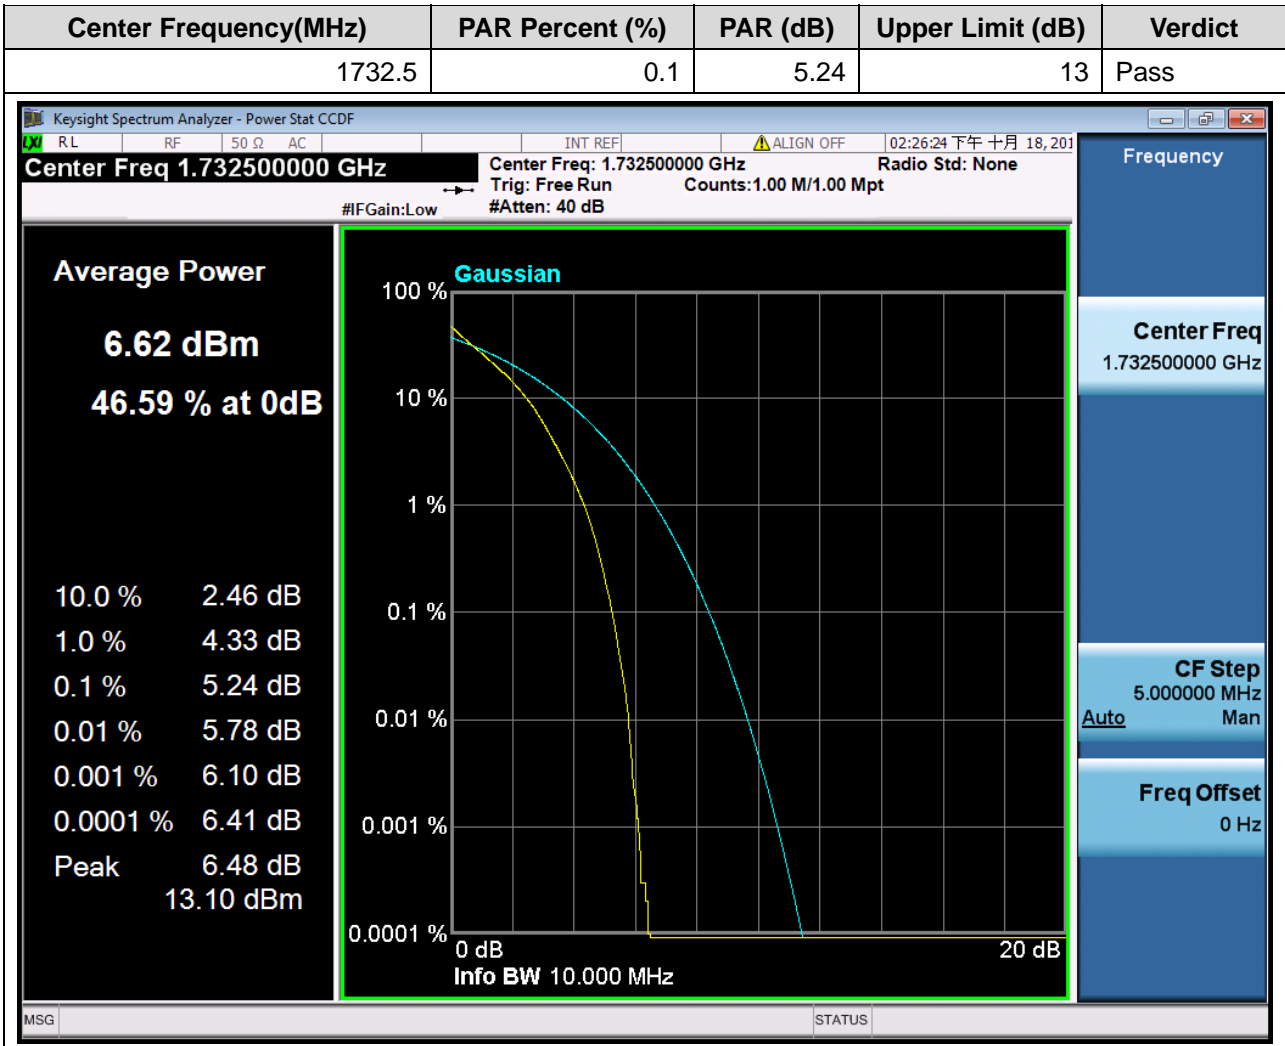 Center Frequency(MHz) PAR Percent (%) PAR (dB) Upper Limit (dB) Verdict
1732.5 0.1 5.24 13 Pass
Keysight Spectrum Analyzer - Power Stat CCDF
LXI RL RF 50 Ω AC INT REF ALIGN OFF 02:26:24 下午 十月 18, 201
Center Freq 1.732500000 GHz
Center Freq: 1.732500000 GHz Radio Std: None
Trig: Free Run Counts:1.00 M/1.00 Mpt
#IFGain:Low #Atten: 40 dB
Average Power
6.62 dBm
46.59 % at 0dB
10.0 % 2.46 dB
1.0 % 4.33 dB
0.1 % 5.24 dB
0.01 % 5.78 dB
0.001 % 6.10 dB
0.0001 % 6.41 dB
Peak 6.48 dB
13.10 dBm
Gaussian
100 %
10 %
1 %
0.1 %
0.01 %
0.001 %
0.0001 %
0 dB 20 dB
Info BW 10.000 MHz
Frequency
Center Freq
1.732500000 GHz
CF Step
5.000000 MHz
Auto Man
Freq Offset
0 Hz
MSG STATUS